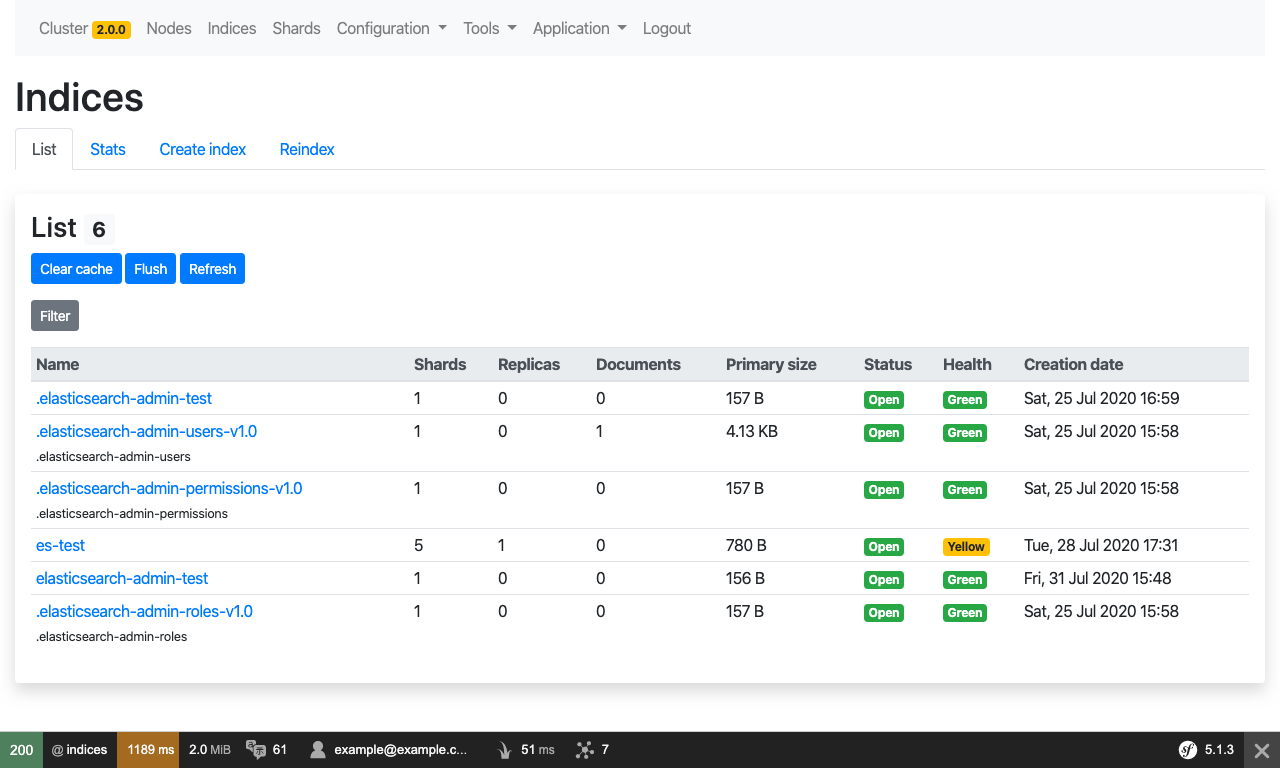 Cluster 2.0.0 Nodes Indices Shards Configuration Tools Application Logout
Indices
List Stats Create index Reindex
List 6
Clear cache Flush Refresh
Filter
Name Shards Replicas Documents Primary size Status Health Creation date
.elasticsearch-admin-test 1 0 0 157 B Open Green Sat, 25 Jul 2020 16:59
.elasticsearch-admin-users-v1.0 1 0 1 4.13 KB Open Green Sat, 25 Jul 2020 15:58
.elasticsearch-admin-users
.elasticsearch-admin-permissions-v1.0 1 0 0 157 B Open Green Sat, 25 Jul 2020 15:58
.elasticsearch-admin-permissions
es-test 5 1 0 780 B Open Yellow Tue, 28 Jul 2020 17:31
elasticsearch-admin-test 1 0 0 156 B Open Green Fri, 31 Jul 2020 15:48
.elasticsearch-admin-roles-v1.0 1 0 0 157 B Open Green Sat, 25 Jul 2020 15:58
.elasticsearch-admin-roles
200 @ indices 1189 ms 2.0 MiB 61 example@example.c... 51 ms 7 sf 5.1.3